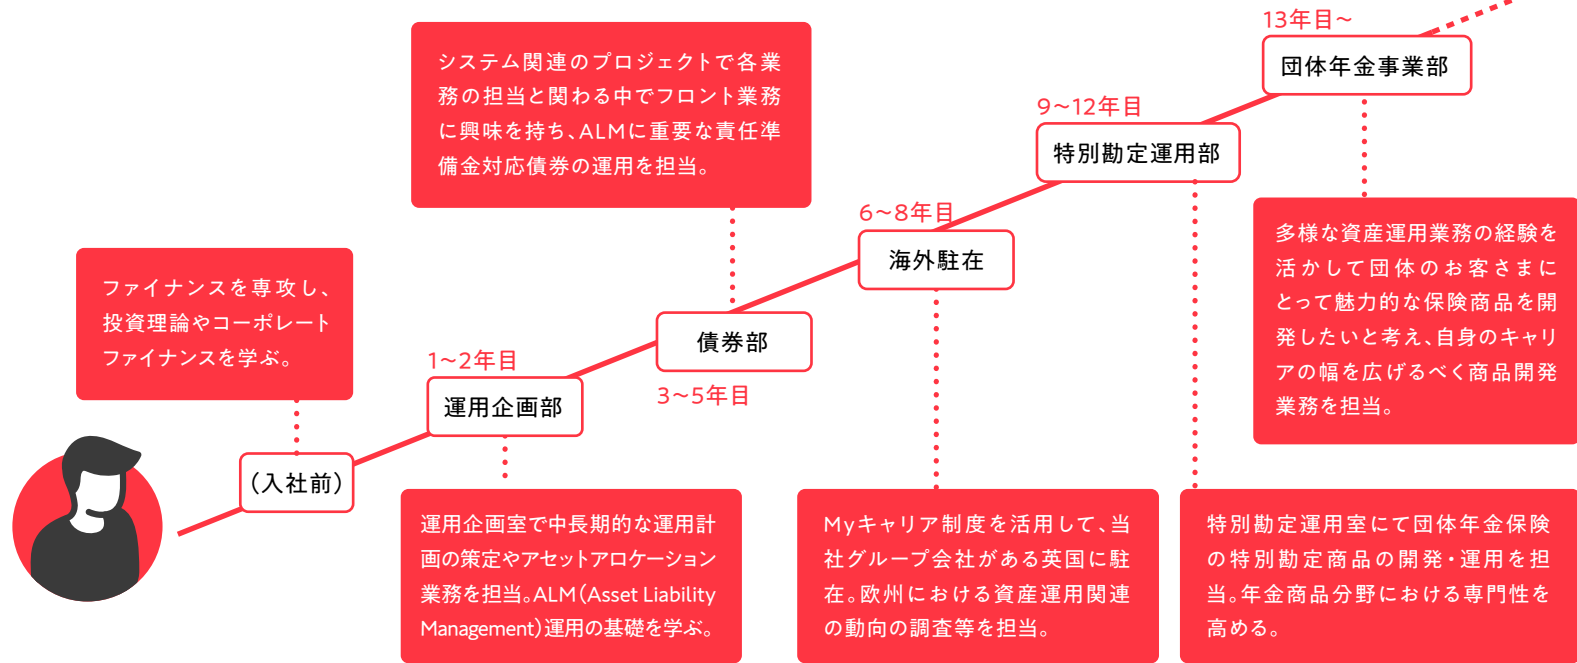 ファイナンスを専攻し、
投資理論やコーポレート
ファイナンスを学ぶ。
(入社前)
1~2年目
運用企画部
運用企画室で中長期的な運用計
画の策定やアセットアロケーション
業務を担当。ALM(Asset Liability
Management)運用の基礎を学ぶ。
システム関連のプロジェクトで各業
務の担当と関わる中でフロント業務
に興味を持ち、ALMに重要な責任準
備金対応債券の運用を担当。
債券部
3~5年目
6~8年目
海外駐在
Myキャリア制度を活用して、当
社グループ会社がある英国に駐
在。欧州における資産運用関連
の動向の調査等を担当。
9~12年目
特別勘定運用部
特別勘定運用室にて団体年金保険
の特別勘定商品の開発・運用を担
当。年金商品分野における専門性を
高める。
13年目~
団体年金事業部
多様な資産運用業務の経験を
活かして団体のお客さまに
とって魅力的な保険商品を開
発したいと考え、自身のキャリ
アの幅を広げるべく商品開発
業務を担当。